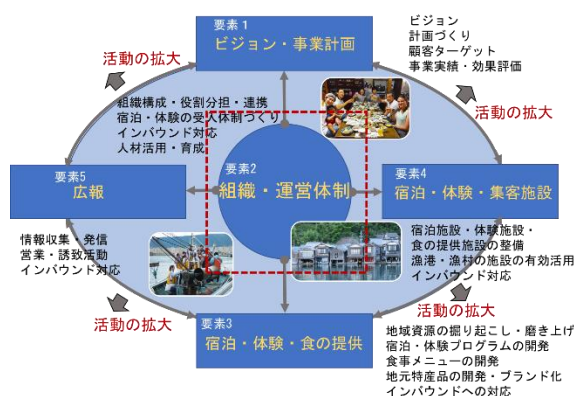 要素1
ビジョン・事業計画
ビジョン
計画づくり
顧客ターゲット
事業実績・効果評価
活動の拡大
活動の拡大
組織構成・役割分担・連携
宿泊・体験の受入体制づくり
インバウンド対応
人材活用・育成
要素2
組織・運営体制
要素5
広報
要素4
宿泊・体験・集客施設
情報収集・発信
営業・誘致活動
インバウンド対応
宿泊施設・体験施設・
食の提供施設の整備
漁港・漁村の施設の有効活用
インバウンド対応
活動の拡大
活動の拡大
要素3
宿泊・体験・食の提供
地域資源の掘り起こし・磨き上げ
宿泊・体験プログラムの開発
食事メニューの開発
地元特産品の開発・ブランド化
インバウンドへの対応